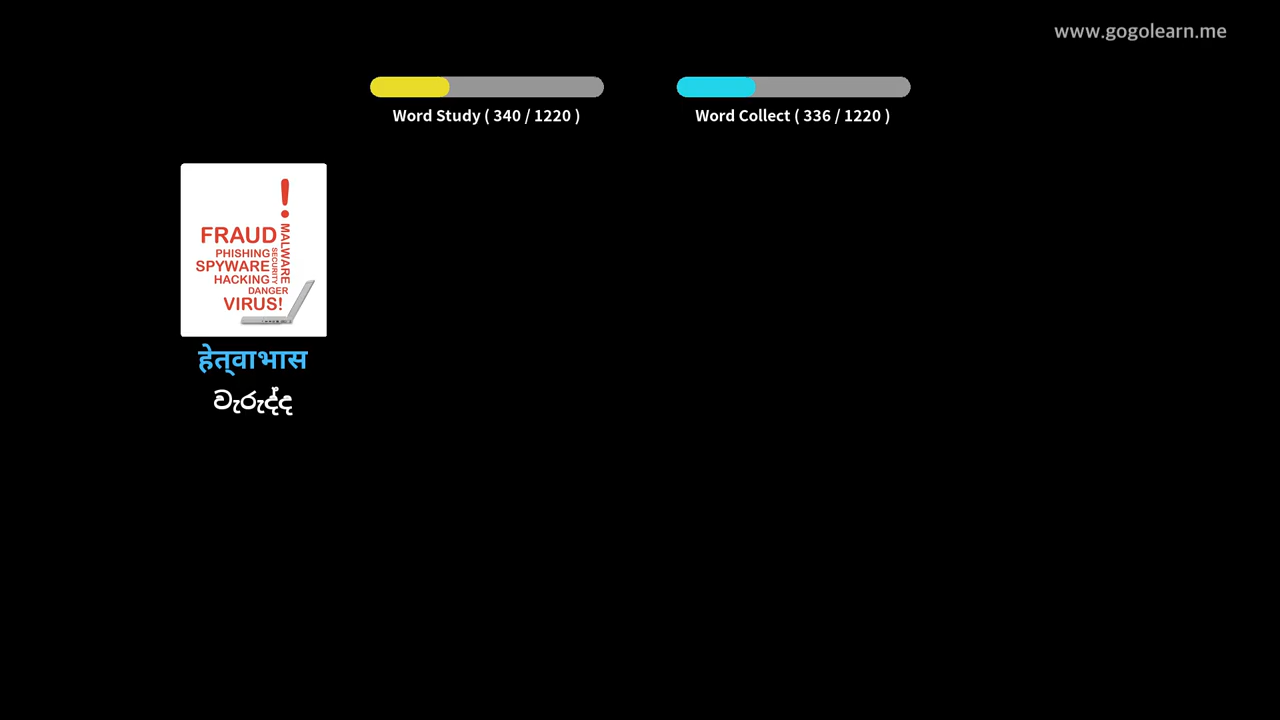 www.gogolearn.me
Word Study ( 340 / 1220 )
Word Collect ( 336 / 1220 )
!
FRAUD
MALWARE
PHISHING
SECURITY
SPYWARE
HACKING
DANGER
VIRUS!
हेत्‌वाभास
වැරුද්ද